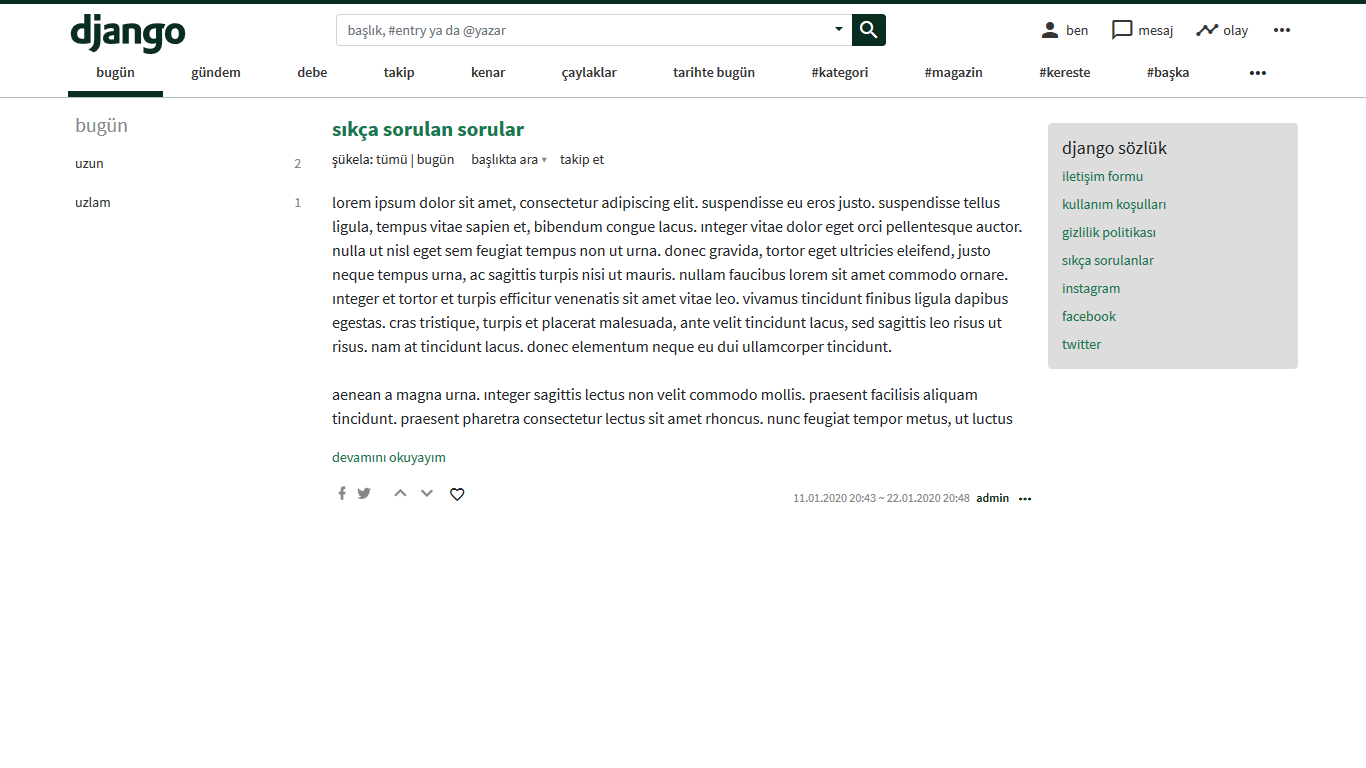 django
başlık, #entry ya da @yazar
ben
mesaj
olay
bugün
gündem
debe
takip
kenar
çaylaklar
tarihte bugün
#kategori
#magazin
#kereste
#başka
bugün
uzun 2
uzlam 1
sıkça sorulan sorular
şükela: tümü | bugün başlıkta ara takip et
lorem ipsum dolor sit amet, consectetur adipiscing elit. suspendisse eu eros justo. suspendisse tellus
ligula, tempus vitae sapien et, bibendum congue lacus. ınteger vitae dolor eget orci pellentesque auctor.
nulla ut nisl eget sem feugiat tempus non ut urna. donec gravida, tortor eget ultricies eleifend, justo
neque tempus urna, ac sagittis turpis nisi ut mauris. nullam faucibus lorem sit amet commodo ornare.
ınteger et tortor et turpis efficitur venenatis sit amet vitae leo. vivamus tincidunt finibus ligula dapibus
egestas. cras tristique, turpis et placerat malesuada, ante velit tincidunt lacus, sed sagittis leo risus ut
risus. nam at tincidunt lacus. donec elementum neque eu dui ullamcorper tincidunt.
aenean a magna urna. ınteger sagittis lectus non velit commodo mollis. praesent facilisis aliquam
tincidunt. praesent pharetra consectetur lectus sit amet rhoncus. nunc feugiat tempor metus, ut luctus
devamını okuyayım
11.01.2020 20:43 ~ 22.01.2020 20:48 admin
django sözlük
iletişim formu
kullanım koşulları
gizlilik politikası
sıkça sorulanlar
instagram
facebook
twitter